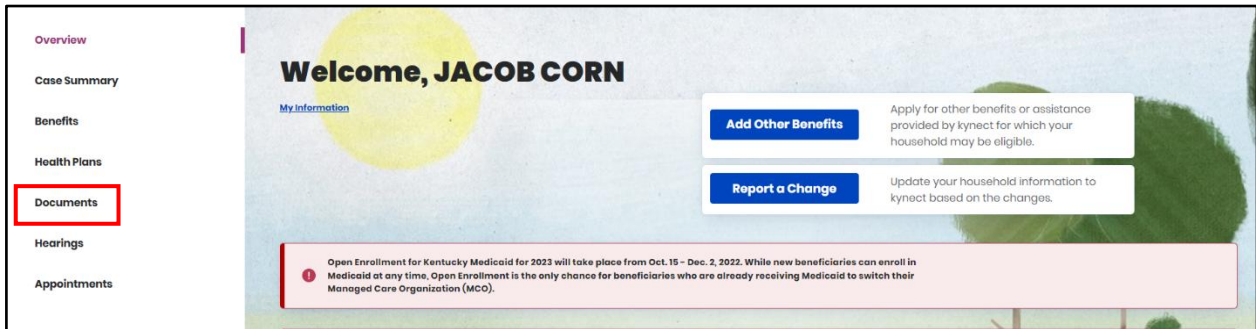 Overview
Case Summary
Benefits
Health Plans
Documents
Hearings
Appointments
Welcome, JACOB CORN
My Information
Add Other Benefits
Apply for other benefits or assistance
provided by kynect for which your
household may be eligible.
Report a Change
Update your household information to
kynect based on the changes.
Open Enrollment for Kentucky Medicaid for 2023 will take place from Oct. 15 - Dec. 2, 2022. While new beneficiaries can enroll in
Medicaid at any time, Open Enrollment is the only chance for beneficiaries who are already receiving Medicaid to switch their
Managed Care Organization (MCO).